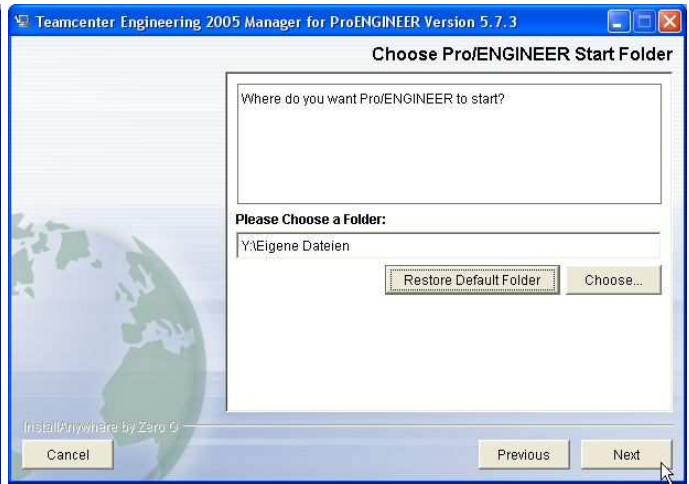 Teamcenter Engineering 2005 Manager for ProENGINEER Version 5.7.3
Choose Pro/ENGINEER Start Folder
Where do you want Pro/ENGINEER to start?
Please Choose a Folder:
Y:\Eigene Dateien
Restore Default Folder Choose...
InstallAnywhere by Zero G
Cancel Previous Next